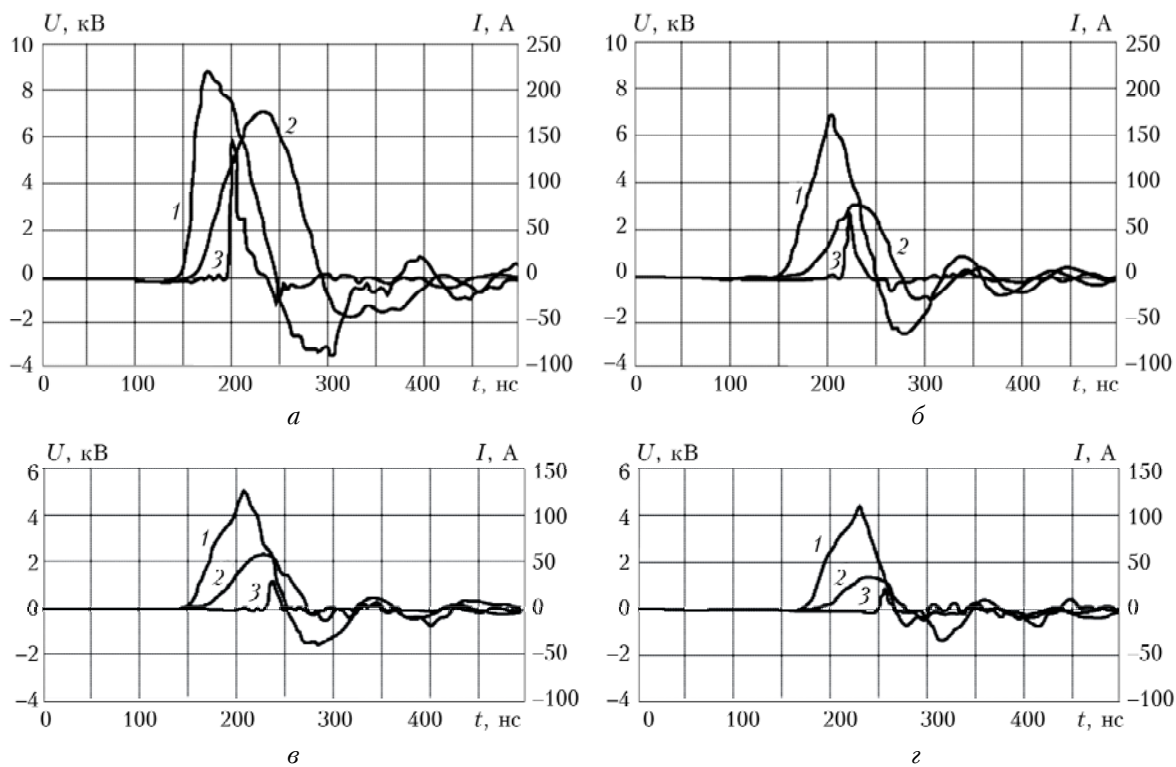 U, кВ I, А U, кВ I, А
10 250 10 250
8 200 8 200
6 2 150 6 150
4 100 4 1 100
1
2 50 2 50
3 3 2
0 0 0 0
–2 –50 –2 –50
–4 –100 –4 –100
0 100 200 300 400 t, нс 0 100 200 300 400 t, нс
а б
U, кВ I, А U, кВ I, А
6 150 6 150
4 100 4 100
1 1
2 50 2 50
2 3 2 3
0 0 0 0
–2 –50 –2 –50
–4 –100 –4 –100
0 100 200 300 400 t, нс 0 100 200 300 400 t, нс
в г